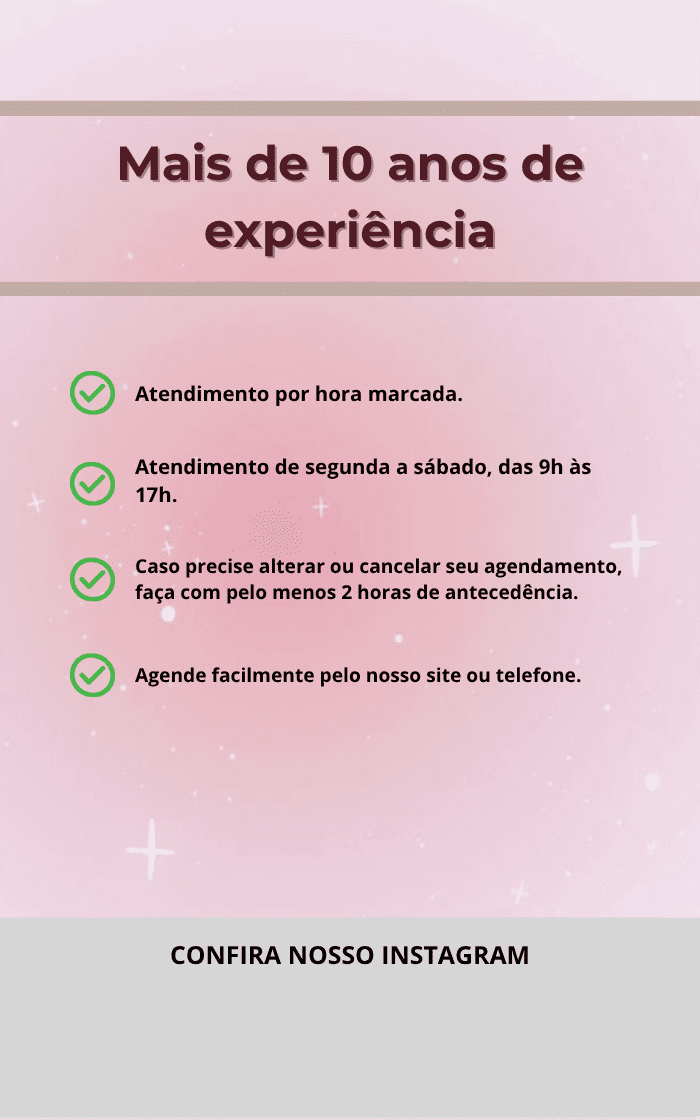 Mais de 10 anos de
experiência
Atendimento por hora marcada.
Atendimento de segunda a sábado, das 9h às
17h.
Caso precise alterar ou cancelar seu agendamento,
faça com pelo menos 2 horas de antecedência.
Agende facilmente pelo nosso site ou telefone.
CONFIRA NOSSO INSTAGRAM